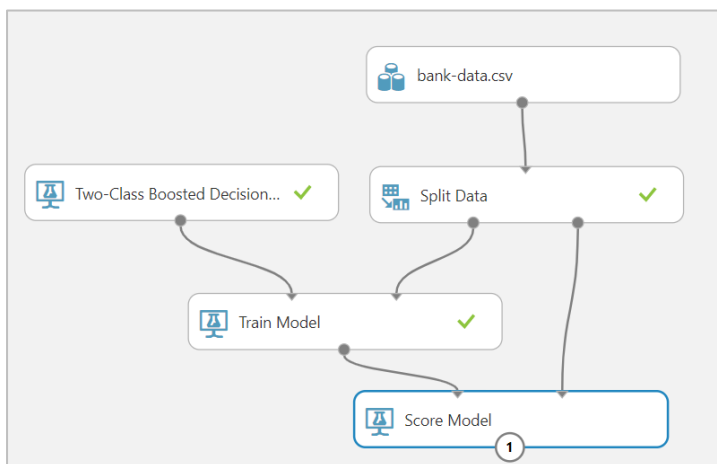 bank-data.csv
Two-Class Boosted Decision...
Split Data
Train Model
Score Model
1